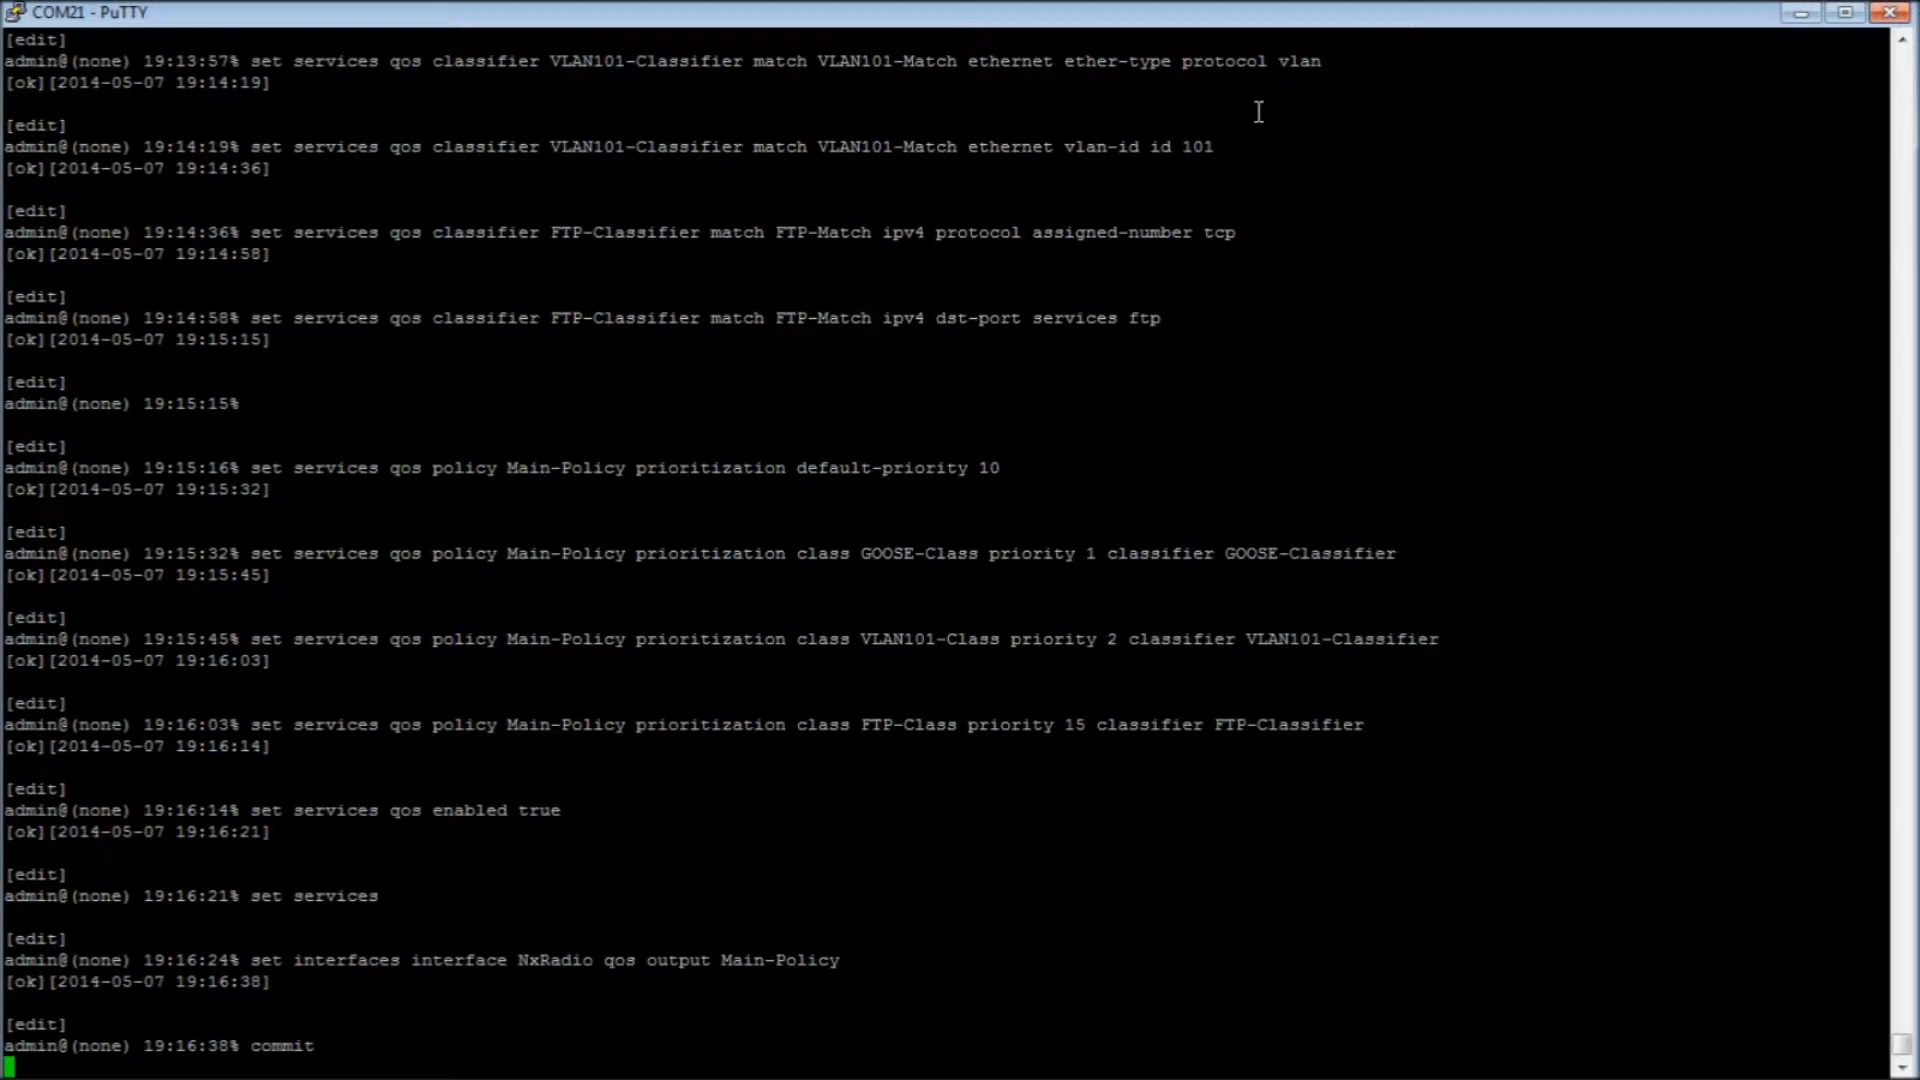 COM21 - PuTTY
[edit]
admin@(none) 19:13:57% set services qos classifier VLAN101-Classifier match VLAN101-Match ethernet ether-type protocol vlan
[ok][2014-05-07 19:14:19]
[edit]
admin@(none) 19:14:19% set services qos classifier VLAN101-Classifier match VLAN101-Match ethernet vlan-id id 101
[ok][2014-05-07 19:14:36]
[edit]
admin@(none) 19:14:36% set services qos classifier FTP-Classifier match FTP-Match ipv4 protocol assigned-number tcp
[ok][2014-05-07 19:14:58]
[edit]
admin@(none) 19:14:58% set services qos classifier FTP-Classifier match FTP-Match ipv4 dst-port services ftp
[ok][2014-05-07 19:15:15]
[edit]
admin@(none) 19:15:15%
[edit]
admin@(none) 19:15:16% set services qos policy Main-Policy prioritization default-priority 10
[ok][2014-05-07 19:15:32]
[edit]
admin@(none) 19:15:32% set services qos policy Main-Policy prioritization class GOOSE-Class priority 1 classifier GOOSE-Classifier
[ok][2014-05-07 19:15:45]
[edit]
admin@(none) 19:15:45% set services qos policy Main-Policy prioritization class VLAN101-Class priority 2 classifier VLAN101-Classifier
[ok][2014-05-07 19:16:03]
[edit]
admin@(none) 19:16:03% set services qos policy Main-Policy prioritization class FTP-Class priority 15 classifier FTP-Classifier
[ok][2014-05-07 19:16:14]
[edit]
admin@(none) 19:16:14% set services qos enabled true
[ok][2014-05-07 19:16:21]
[edit]
admin@(none) 19:16:21% set services
[edit]
admin@(none) 19:16:24% set interfaces interface NxRadio qos output Main-Policy
[ok][2014-05-07 19:16:38]
[edit]
admin@(none) 19:16:38% commit